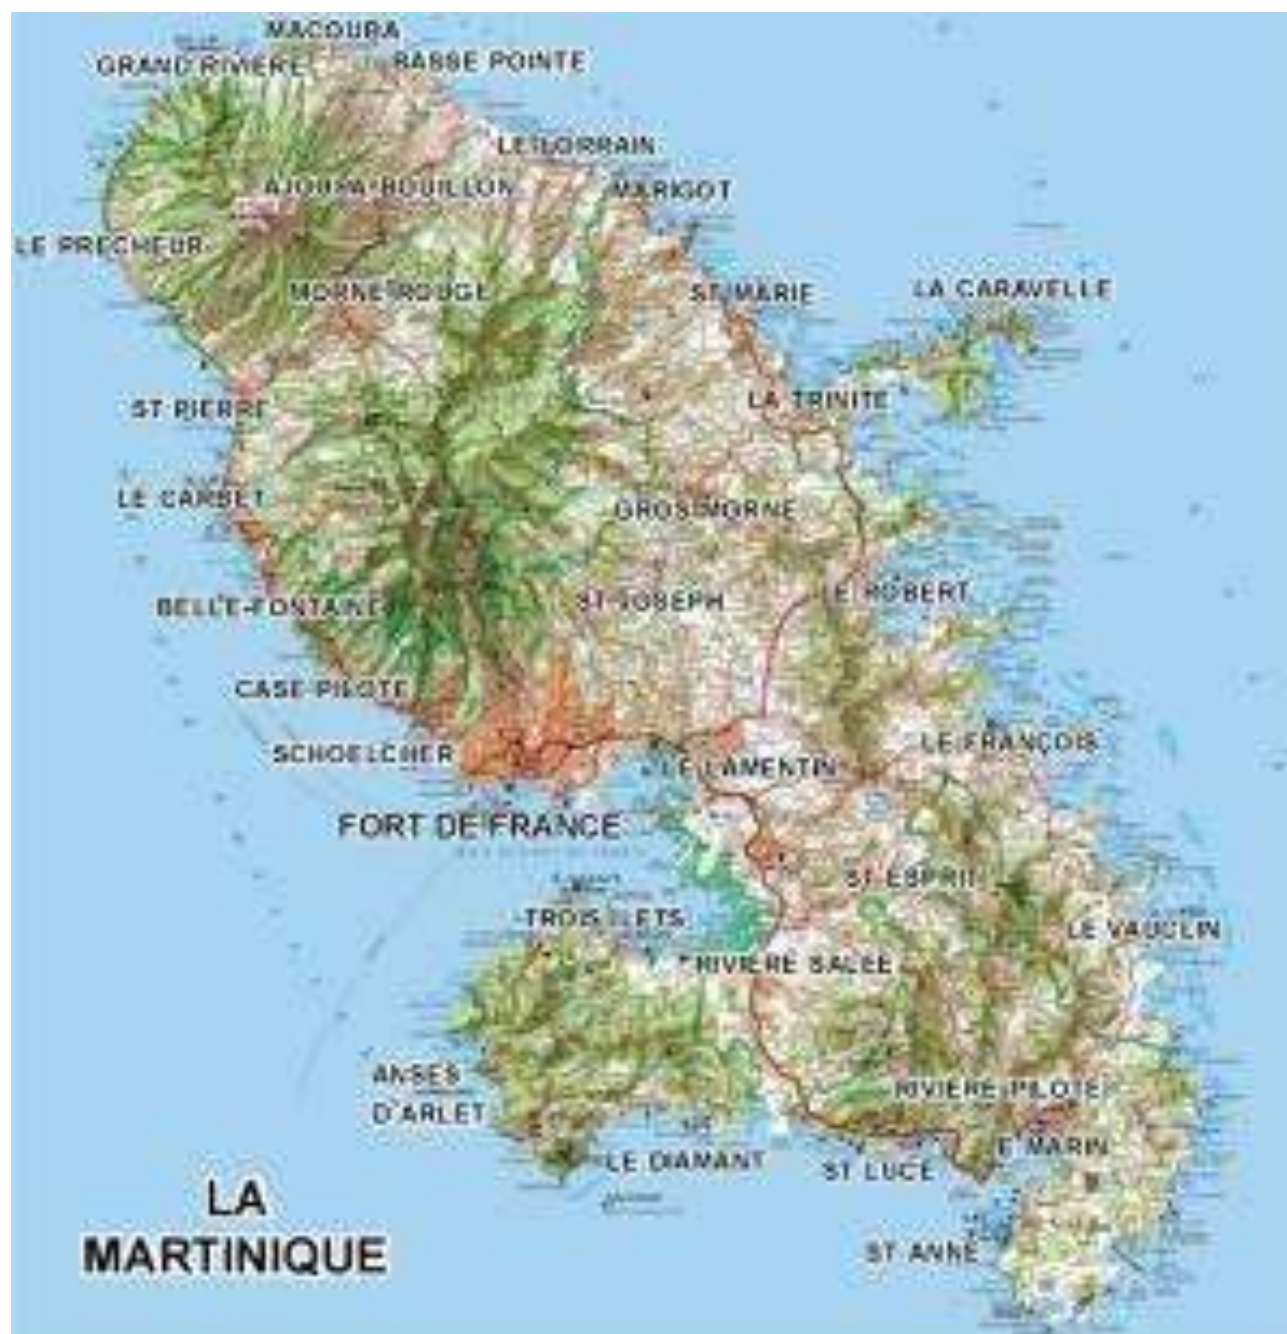 MACOUBA
GRAND RIVIERE
BASSE POINTE
LE LORRAIN
AJOUPA-BOUILLON
MARIGOT
LE PRECHEUR
MORNE-ROUGE
ST MARIE
LA CARAVELLE
ST PIERRE
LA TRINITE
LE CARBET
GROS MORNE
BELLE-FONTAINE
ST JOSEPH
LE ROBERT
CASE PILOTE
SCHOELCHER
LE FRANÇOIS
LE LAMENTIN
FORT DE FRANCE
ST ESPRIT
TROIS ILETS
LE VAUCLIN
RIVIERE SALEE
ANSES
D'ARLET
RIVIERE-PILOTE
LE DIAMANT
ST LUCE
LE MARIN
LA
MARTINIQUE
ST ANNE